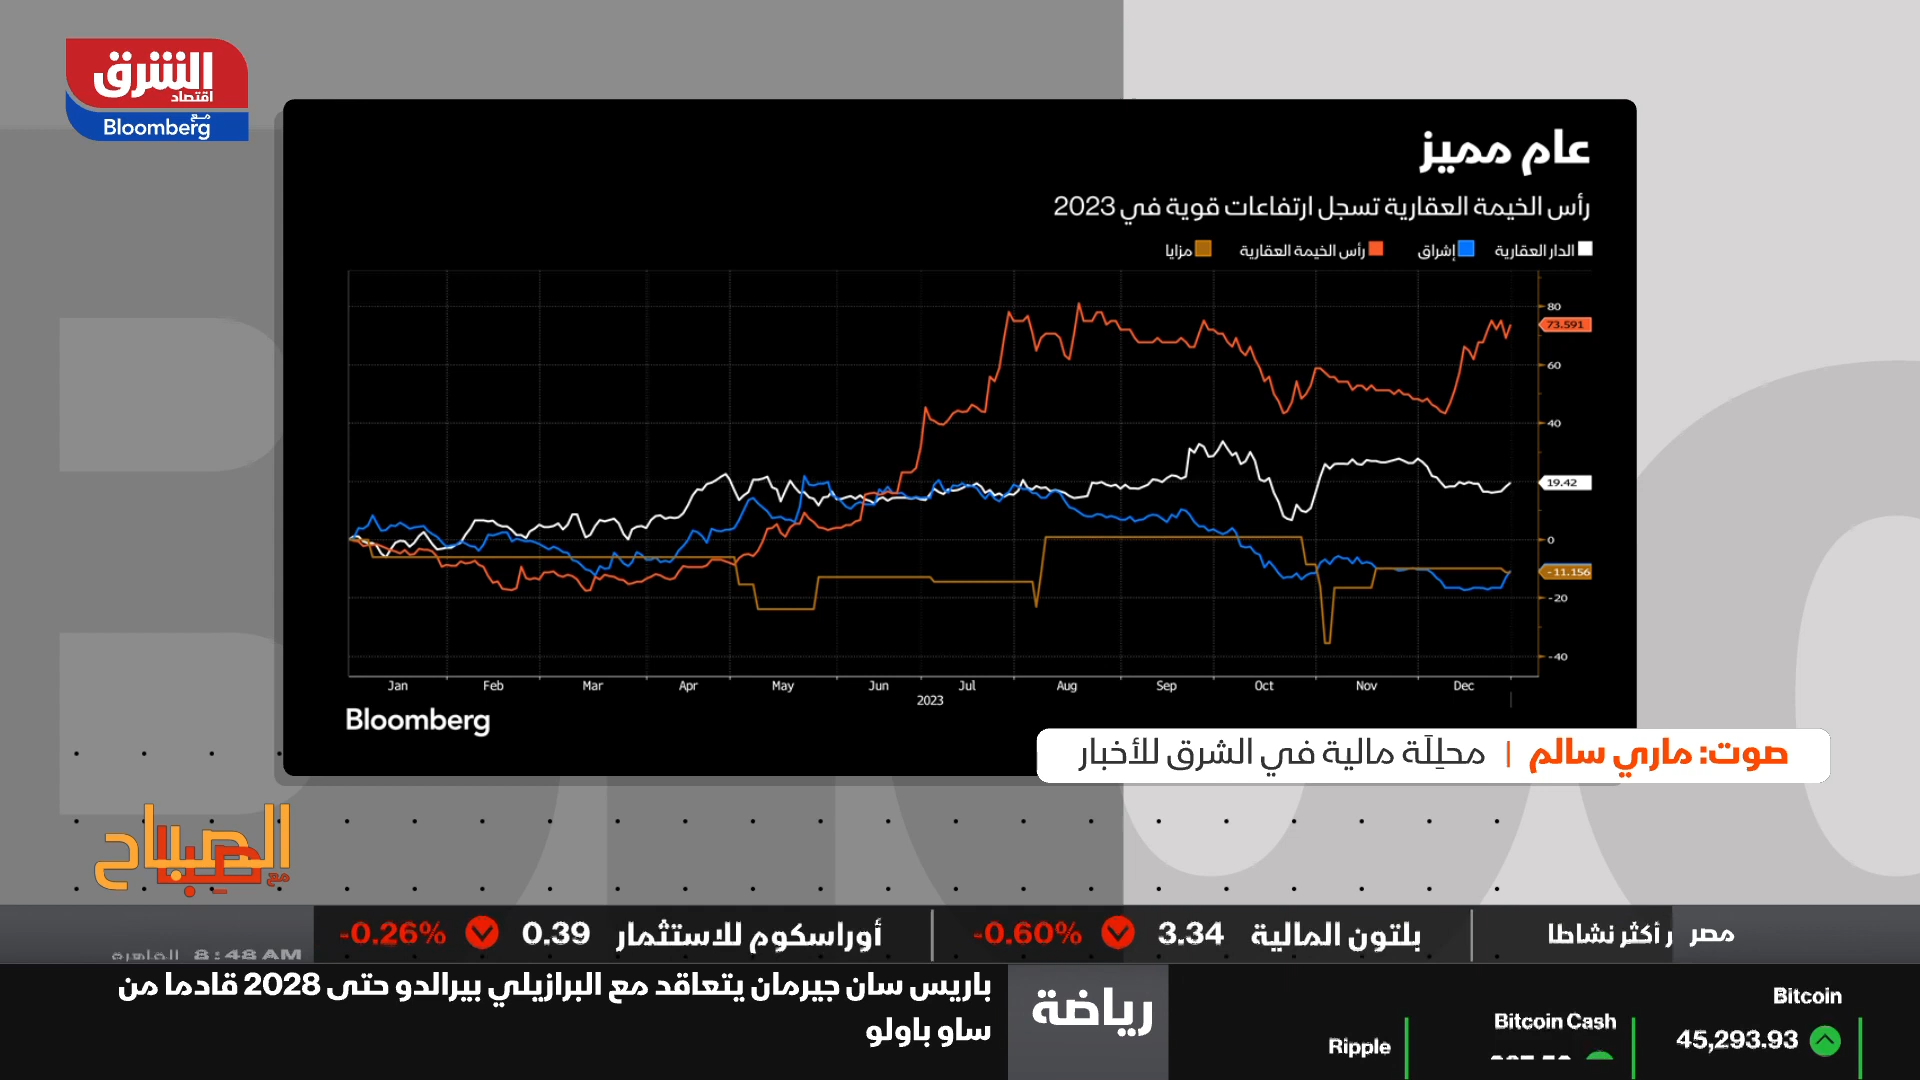 الشرق
اقتصاد
مع
Bloomberg
عام مميز
رأس الخيمة العقارية تسجل ارتفاعات قوية في 2023
الدار العقارية إشراق رأس الخيمة العقارية مزايا
80
73.591
60
40
19.42
0
-11.156
-20
-40
Jan Feb Mar Apr May Jun Jul Aug Sep Oct Nov Dec
2023
Bloomberg
صوت: ماري سالم | محلِلَة مالية في الشرق للأخبار
الصباح
مع صبا
مصر ر أكثر نشاطا بلتون المالية 3.34 -0.60% أوراسكوم للاستثمار 0.39 -0.26%
8:48 AM القاهرة
رياضة
باريس سان جيرمان يتعاقد مع البرازيلي بيرالدو حتى 2028 قادما من
ساو باولو
Bitcoin
45,293.93
Bitcoin Cash
Ripple